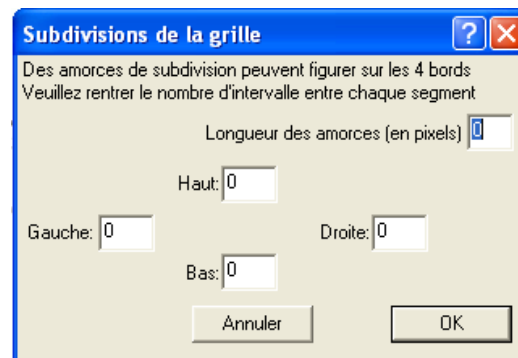 Subdivisions de la grille
Des amorces de subdivision peuvent figurer sur les 4 bords
Veuillez rentrer le nombre d'intervalle entre chaque segment
Longueur des amorces (en pixels) 0
Haut: 0
Gauche: 0 Droite: 0
Bas: 0
Annuler OK